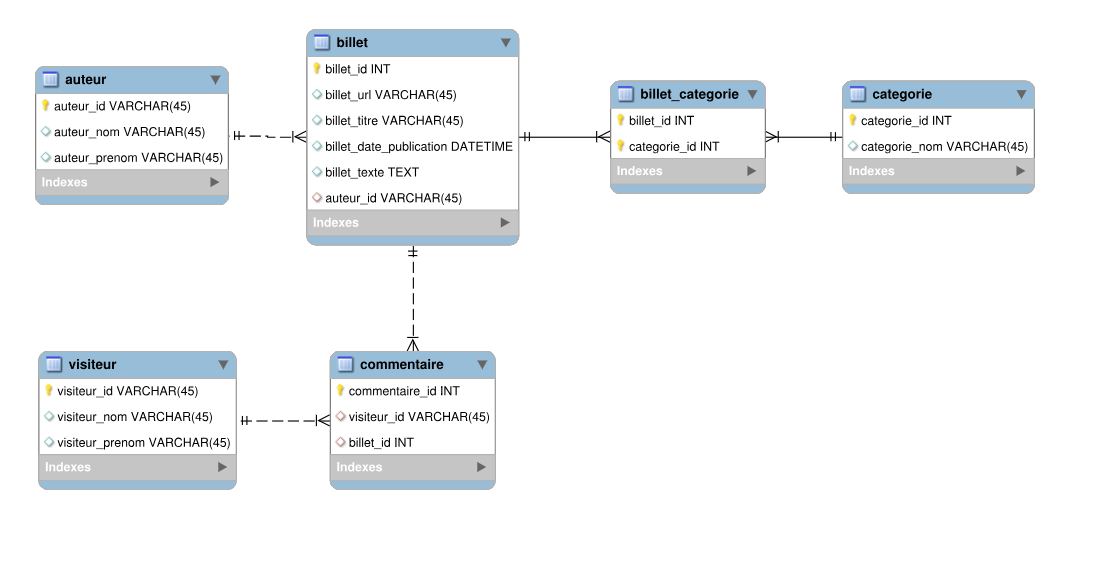 auteur
auteur_id VARCHAR(45)
auteur_nom VARCHAR(45)
auteur_prenom VARCHAR(45)
Indexes
billet
billet_id INT
billet_url VARCHAR(45)
billet_titre VARCHAR(45)
billet_date_publication DATETIME
billet_texte TEXT
auteur_id VARCHAR(45)
Indexes
billet_categorie
billet_id INT
categorie_id INT
Indexes
categorie
categorie_id INT
categorie_nom VARCHAR(45)
Indexes
visiteur
visiteur_id VARCHAR(45)
visiteur_nom VARCHAR(45)
visiteur_prenom VARCHAR(45)
Indexes
commentaire
commentaire_id INT
visiteur_id VARCHAR(45)
billet_id INT
Indexes